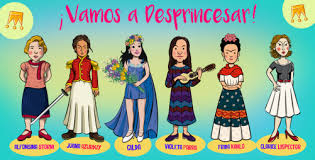 ¡Vamos a Desprincesar!
ALFONSINA STORNI
JUANA AZURDUY
GILDA
VIOLETA PARRA
FRIDA KAHLO
CLARICE LISPECTOR